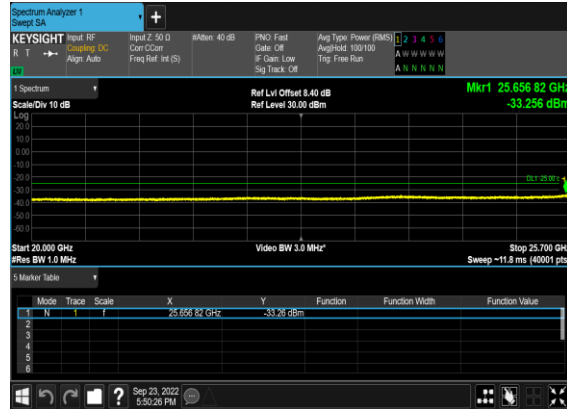 Spectrum Analyzer 1
Swept SA
+
KEYSIGHT Input: RF Input Z: 50 Ω #Atten: 40 dB PNO: Fast Avg Type: Power (RMS) 1 2 3 4 5 6
R T Coupling: DC Corr CCorr Gate: Off Avg|Hold: 100/100 A W W W W W
Align: Auto Freq Ref: Int (S) IF Gain: Low Trig: Free Run
Sig Track: Off A N N N N N
1 Spectrum Ref Lvl Offset 8.40 dB Mkr1 25.656 82 GHz
Scale/Div 10 dB Ref Level 30.00 dBm -33.256 dBm
Log
20.0
10.0
0.00
-10.0
DL1 -25.00
-20.0
-30.0
-40.0
-50.0
-60.0
Start 20.000 GHz Video BW 3.0 MHz* Stop 25.700 GH
#Res BW 1.0 MHz Sweep ~11.8 ms (40001 pts
5 Marker Table
Mode Trace Scale X Y Function Function Width Function Value
1 N 1 f 25.656 82 GHz -33.26 dBm
2
3
4
5
6
? Sep 23, 2022
5:50:26 PM